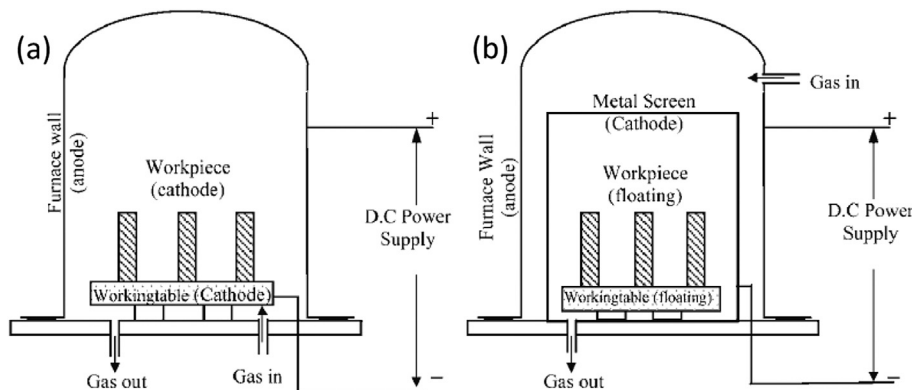 (a)
Furnace wall
(anode)
Workpiece
(cathode)
Workingtable (Cathode)
Gas out
Gas in
+
D.C Power
Supply
−
(b)
Gas in
Metal Screen
(Cathode)
Furnace Wall
(anode)
Workpiece
(floating)
Workingtable (floating)
Gas out
+
D.C Power
Supply
−